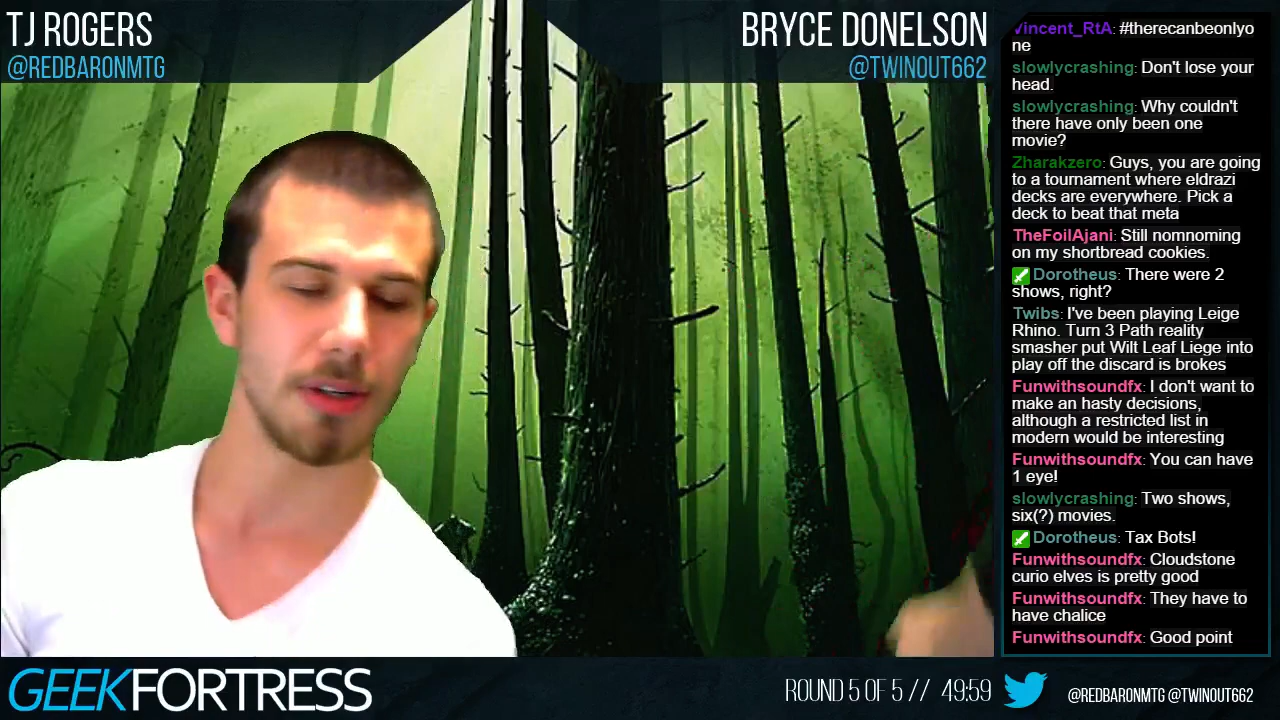 TJ ROGERS
@REDBARONMTG
BRYCE DONELSON
@TWINOUT662
Vincent_RtA: #therecanbeonlyo
ne
slowlycrashing: Don't lose your
head.
slowlycrashing: Why couldn't
there have only been one
movie?
Zharakzero: Guys, you are going
to a tournament where eldrazi
decks are everywhere. Pick a
deck to beat that meta
TheFoilAjani: Still nomnoming
on my shortbread cookies.
Dorotheus: There were 2
shows, right?
Twibs: I've been playing Leige
Rhino. Turn 3 Path reality
smasher put Wilt Leaf Liege into
play off the discard is brokes
Funwithsoundfx: I don't want to
make an hasty decisions,
although a restricted list in
modern would be interesting
Funwithsoundfx: You can have
1 eye!
slowlycrashing: Two shows,
six(?) movies.
Dorotheus: Tax Bots!
Funwithsoundfx: Cloudstone
curio elves is pretty good
Funwithsoundfx: They have to
have chalice
Funwithsoundfx: Good point
GEEKFORTRESS
ROUND 5 OF 5 // 49:59
@REDBARONMTG @TWINOUT662